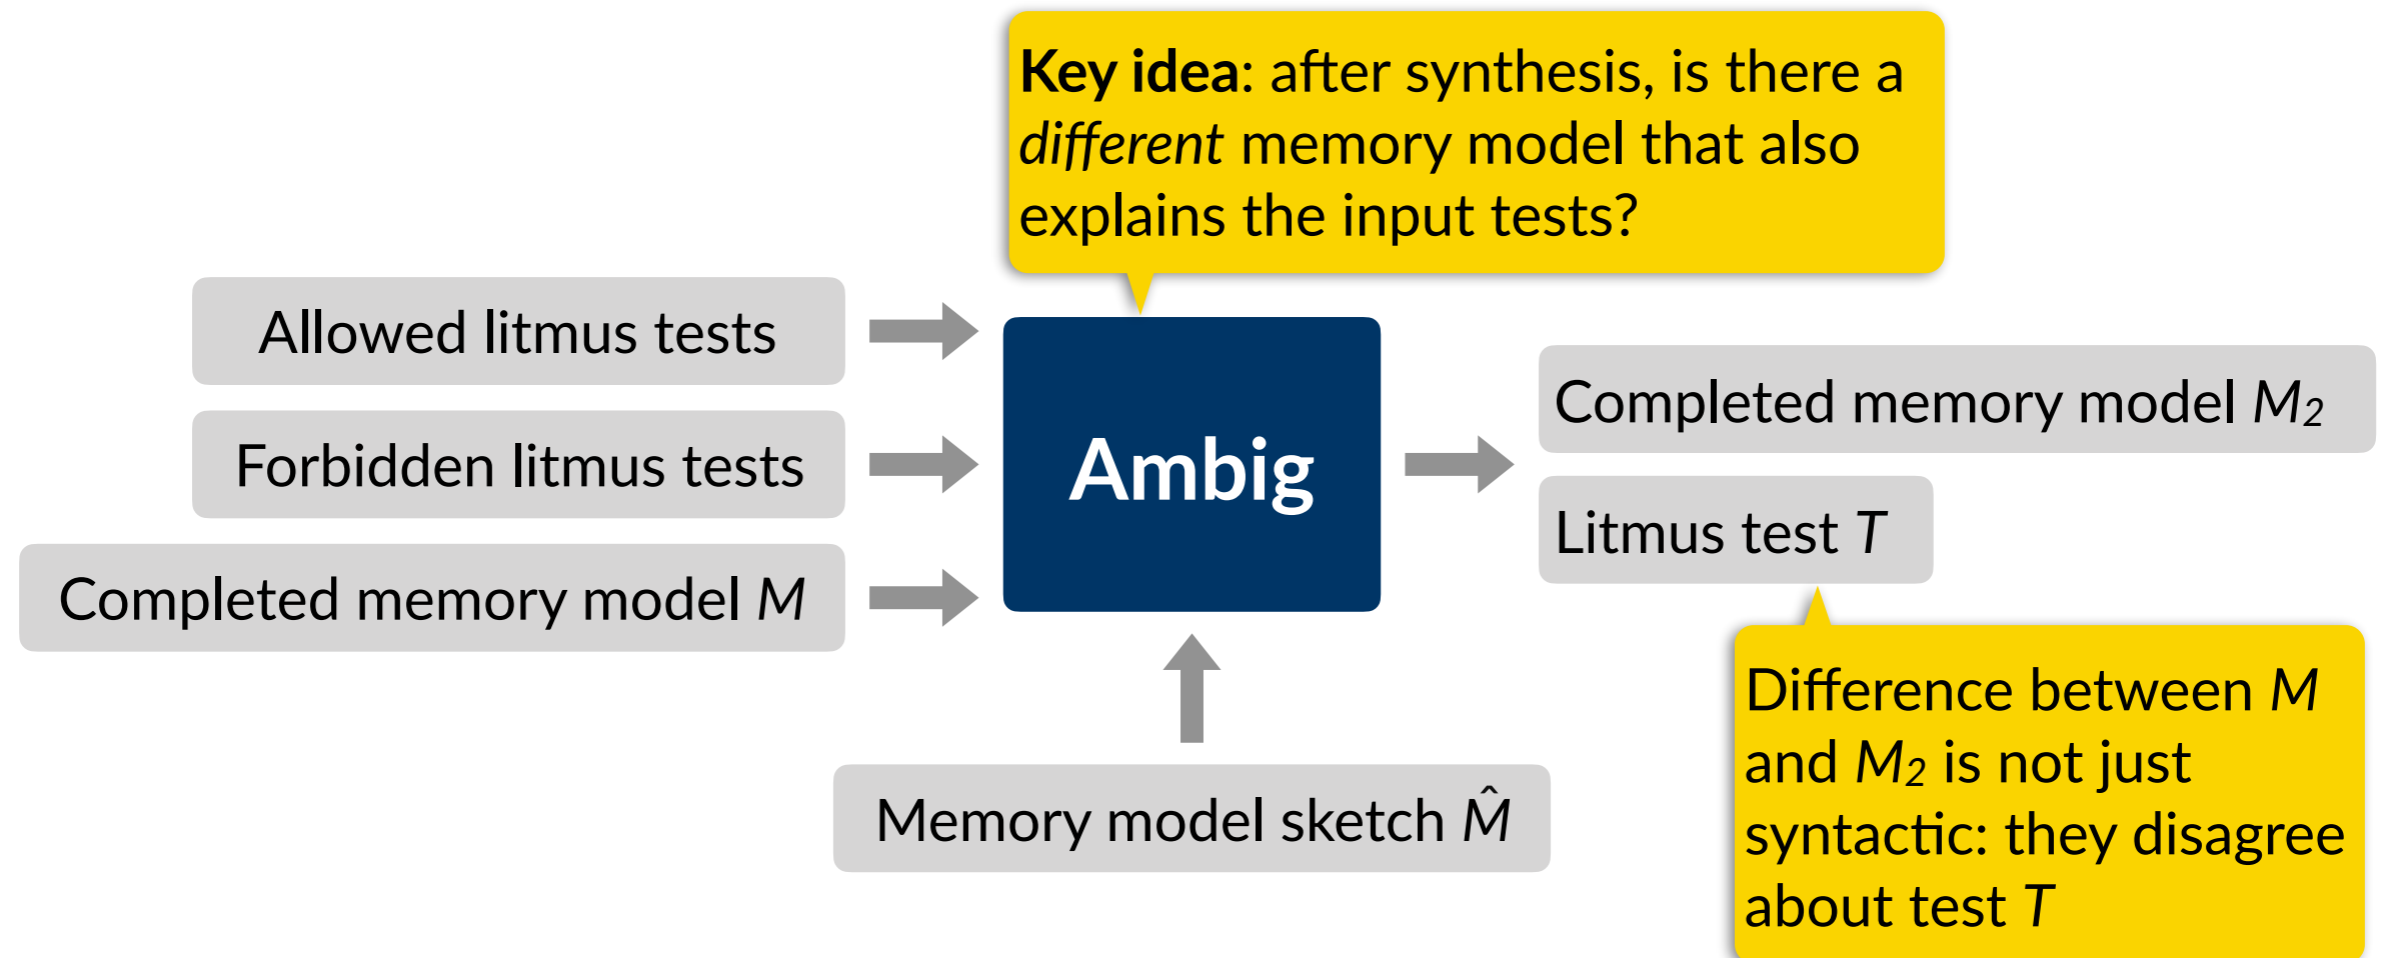 Key idea: after synthesis, is there a
different memory model that also
explains the input tests?
Allowed litmus tests
Forbidden litmus tests
Completed memory model M
Ambig
Completed memory model M₂
Litmus test T
Memory model sketch M̂
Difference between M
and M₂ is not just
syntactic: they disagree
about test T